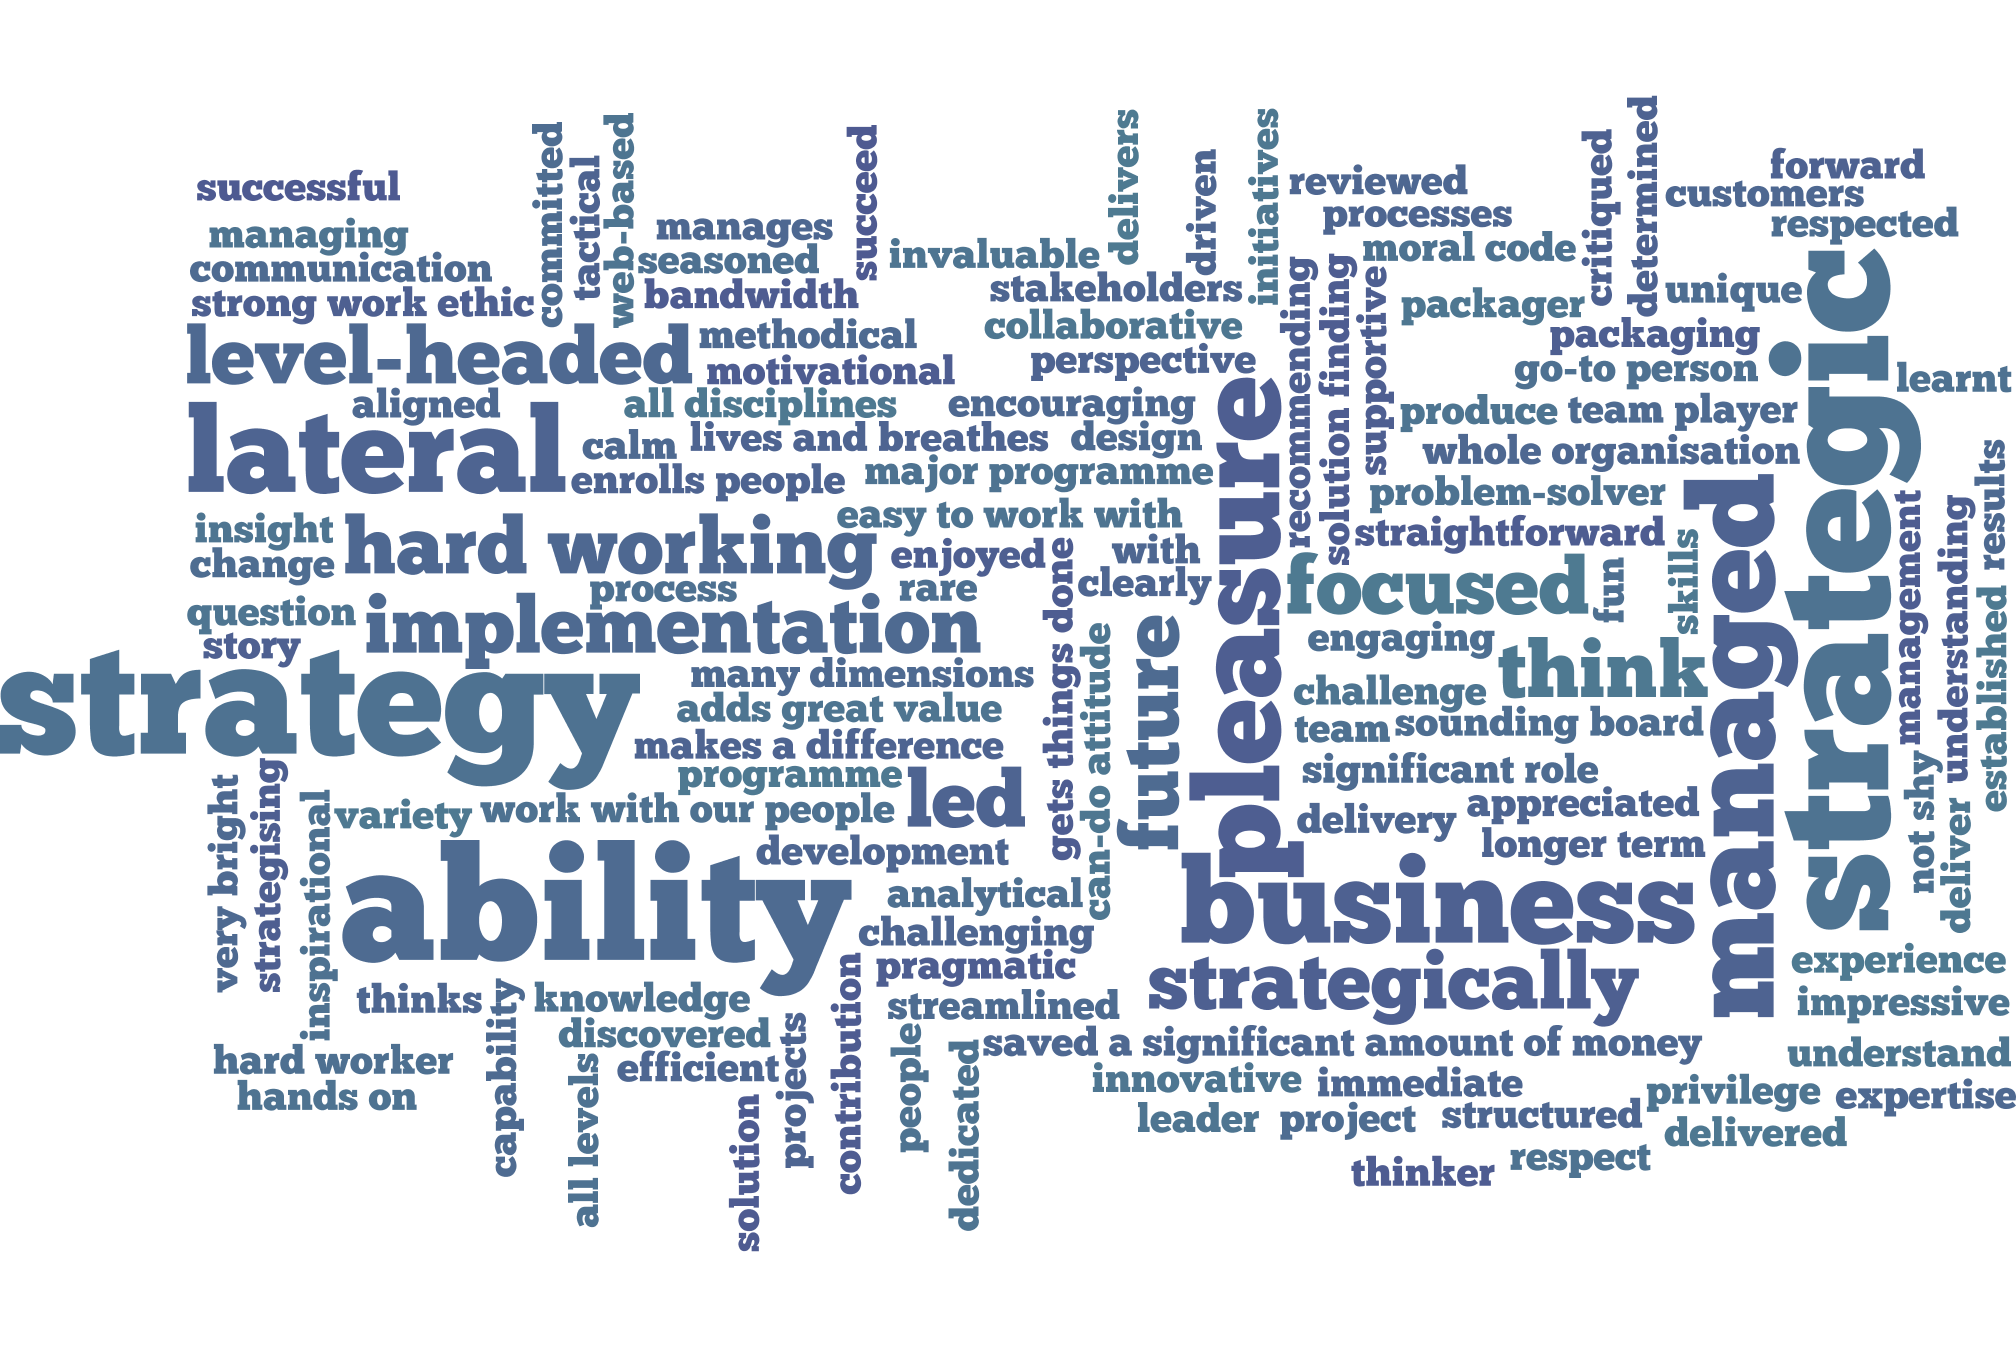 successful
managing
communication
strong work ethic
committed
tactical
web-based
manages
seasoned
bandwidth
succeed
invaluable
delivers
driven
initiatives
reviewed
processes
moral code
critiqued
determined
forward
customers
respected
level-headed
methodical
motivational
stakeholders
collaborative
perspective
recommending
solution finding
supportive
packager
unique
packaging
go-to person
learnt
aligned
all disciplines
encouraging
produce
team player
lateral
calm
lives and breathes
design
whole organisation
enrolls people
major programme
problem-solver
insight
change
hard working
easy to work with
enjoyed
with
clearly
straightforward
pleasure
strategic
managed
results
established
understanding
management
process
rare
focused
fun
skills
question
story
implementation
gets things done
can-do attitude
future
engaging
think
strategy
many dimensions
adds great value
makes a difference
programme
challenge
team
sounding board
significant role
variety
work with our people
led
delivery
appreciated
longer term
very bright
strategising
inspirational
development
ability
analytical
challenging
pragmatic
streamlined
business
strategically
not shy
deliver
experience
impressive
thinks
capability
knowledge
discovered
efficient
projects
contribution
people
dedicated
saved a significant amount of money
understand
hard worker
hands on
all levels
solution
innovative
immediate
privilege
expertise
leader
project
structured
delivered
thinker
respect